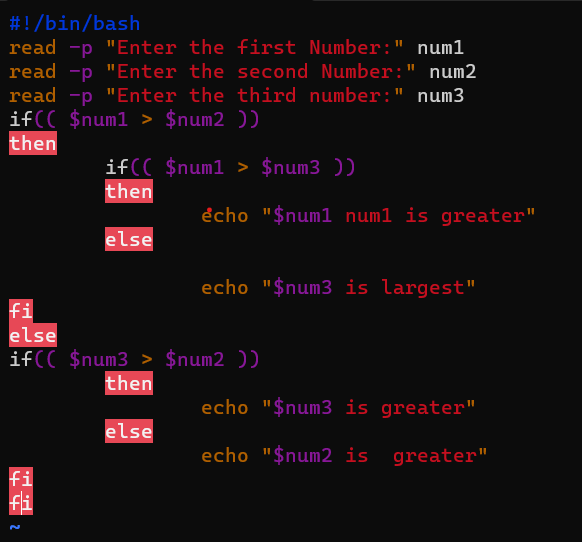 #!/bin/bash
read -p "Enter the first Number:" num1
read -p "Enter the second Number:" num2
read -p "Enter the third number:" num3
if(( $num1 > $num2 ))
then
        if(( $num1 > $num3 ))
        then
                echo "$num1 num1 is greater"
        else

                echo "$num3 is largest"
fi
else
if(( $num3 > $num2 ))
        then
                echo "$num3 is greater"
        else
                echo "$num2 is  greater"
fi
fi
~